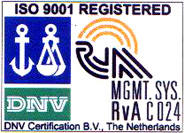 ISO 9001 REGISTERED
RvA
DNV
MGMT. SYS.
RvA C024
DNV Certification B.V., The Netherlands